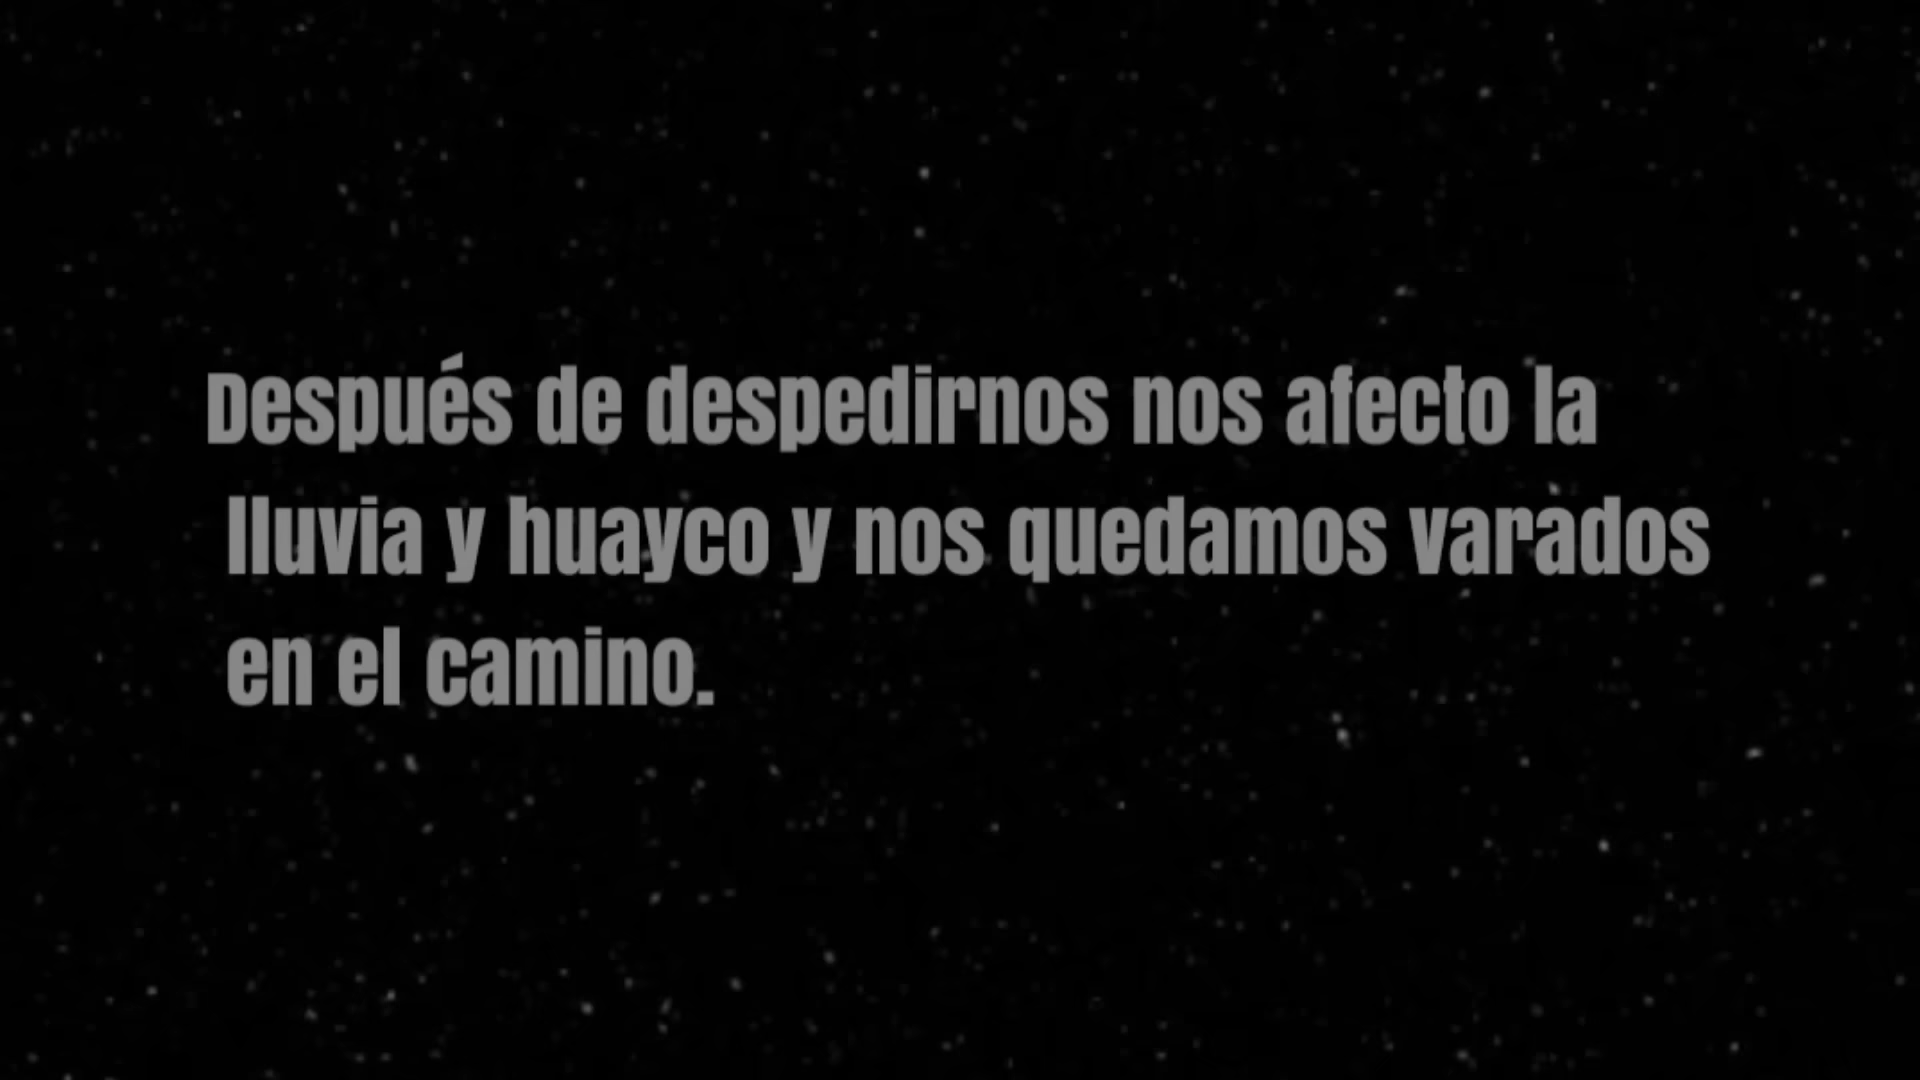 Después de despedirnos nos afecto la
lluvia y huayco y nos quedamos varados
en el camino.